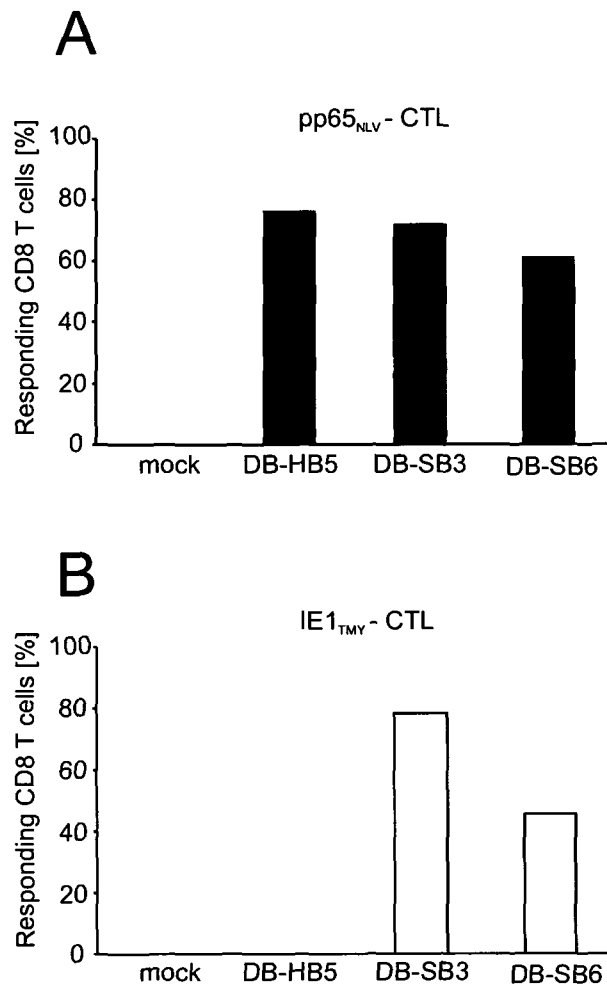 A
pp65NLV - CTL
Responding CD8 T cells [%]
100
80
60
40
20
0
mock DB-HB5 DB-SB3 DB-SB6
B
IE1TMY - CTL
Responding CD8 T cells [%]
100
80
60
40
20
0
mock DB-HB5 DB-SB3 DB-SB6